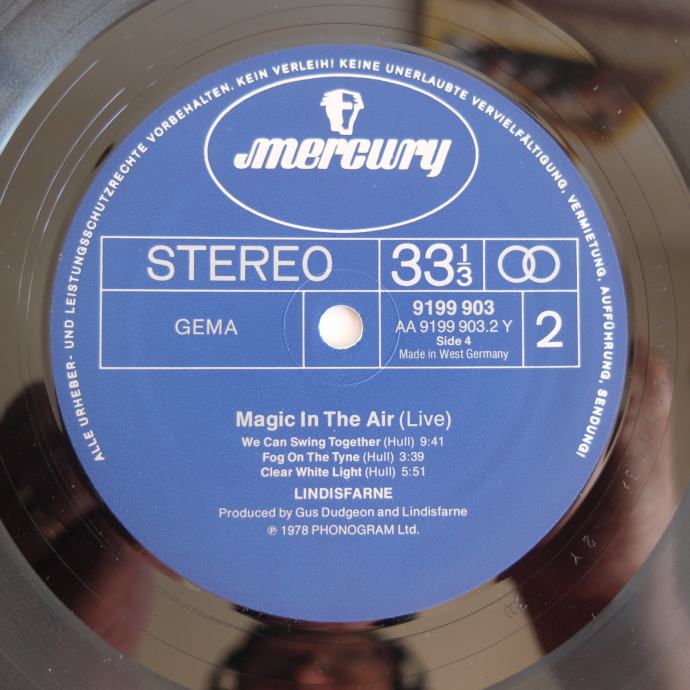 ALLE URHEBER- UND LEISTUNGSSCHUTZRECHTE VORBEHALTEN. KEIN VERLEIH! KEINE UNERLAUBTE VERVIELFÄLTIGUNG, VERMIETUNG, AUFFÜHRUNG, SENDUNG!
mercury
STEREO
33 1/3
GEMA
9199 903
AA 9199 903.2 Y
Side 4
Made in West Germany
2
Magic In The Air (Live)
We Can Swing Together (Hull) 9:41
Fog On The Tyne (Hull) 3:39
Clear White Light (Hull) 5:51
LINDISFARNE
Produced by Gus Dudgeon and Lindisfarne
℗ 1978 PHONOGRAM Ltd.